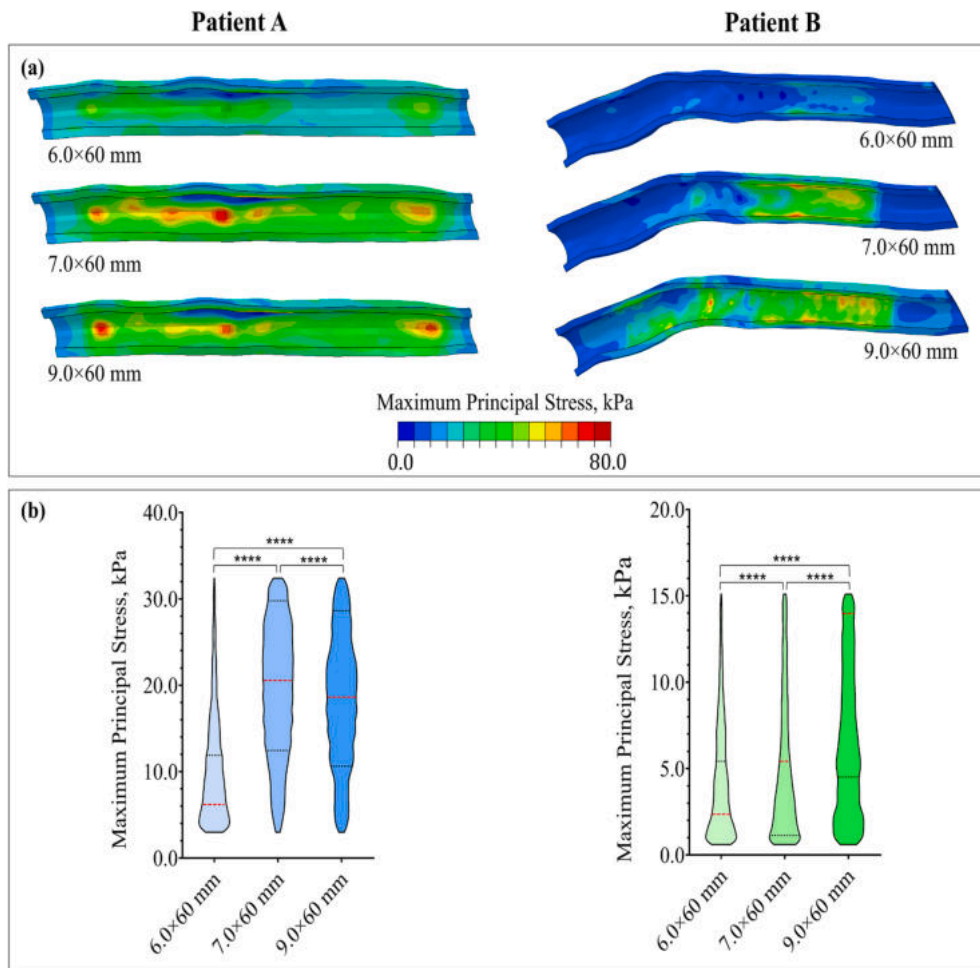 Patient A
Patient B
(a)
6.0×60 mm
6.0×60 mm
7.0×60 mm
7.0×60 mm
9.0×60 mm
9.0×60 mm
Maximum Principal Stress, kPa
0.0
80.0
(b)
Maximum Principal Stress, kPa
40.0
30.0
20.0
10.0
0.0
****
****
****
6.0×60 mm
7.0×60 mm
9.0×60 mm
Maximum Principal Stress, kPa
20.0
15.0
10.0
5.0
0.0
****
****
****
6.0×60 mm
7.0×60 mm
9.0×60 mm